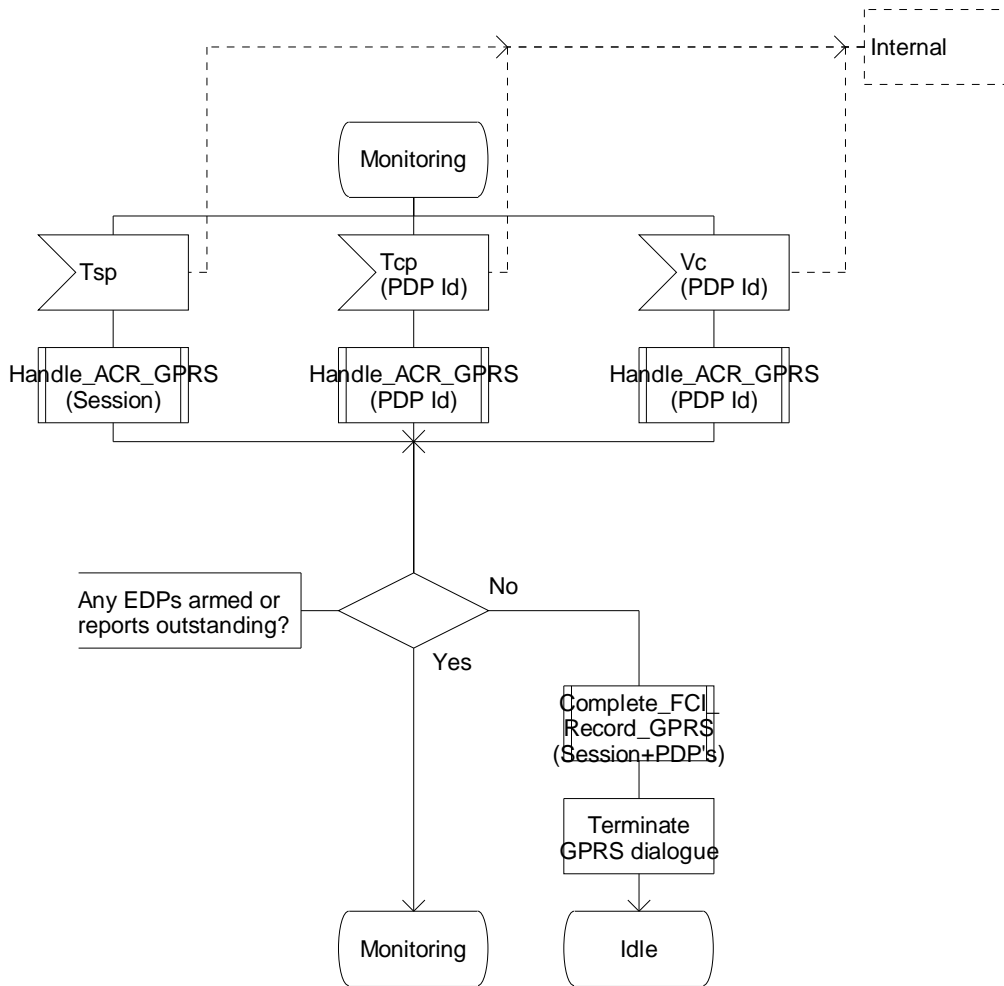 Internal
Monitoring
Tsp
Tcp
(PDP Id)
Vc
(PDP Id)
Handle_ACR_GPRS
(Session)
Handle_ACR_GPRS
(PDP Id)
Handle_ACR_GPRS
(PDP Id)
Any EDPs armed or
reports outstanding?
No
Yes
Complete_FCI_
Record_GPRS
(Session+PDP's)
Terminate
GPRS dialogue
Monitoring
Idle